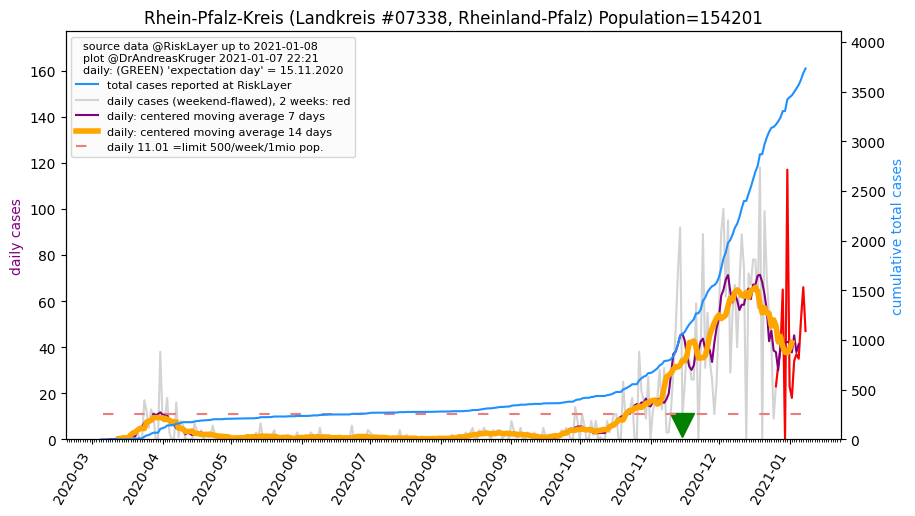 Rhein-Pfalz-Kreis (Landkreis #07338, Rheinland-Pfalz) Population=154201
source data @RiskLayer up to 2021-01-08
plot @DrAndreasKruger 2021-01-07 22:21
daily: (GREEN) 'expectation day' = 15.11.2020
total cases reported at RiskLayer
daily cases (weekend-flawed), 2 weeks: red
daily: centered moving average 7 days
daily: centered moving average 14 days
daily 11.01 =limit 500/week/1mio pop.
daily cases
160
140
120
100
80
60
40
20
0
4000
3500
3000
2500
2000
1500
1000
500
0
cumulative total cases
2020-03
2020-04
2020-05
2020-06
2020-07
2020-08
2020-09
2020-10
2020-11
2020-12
2021-01